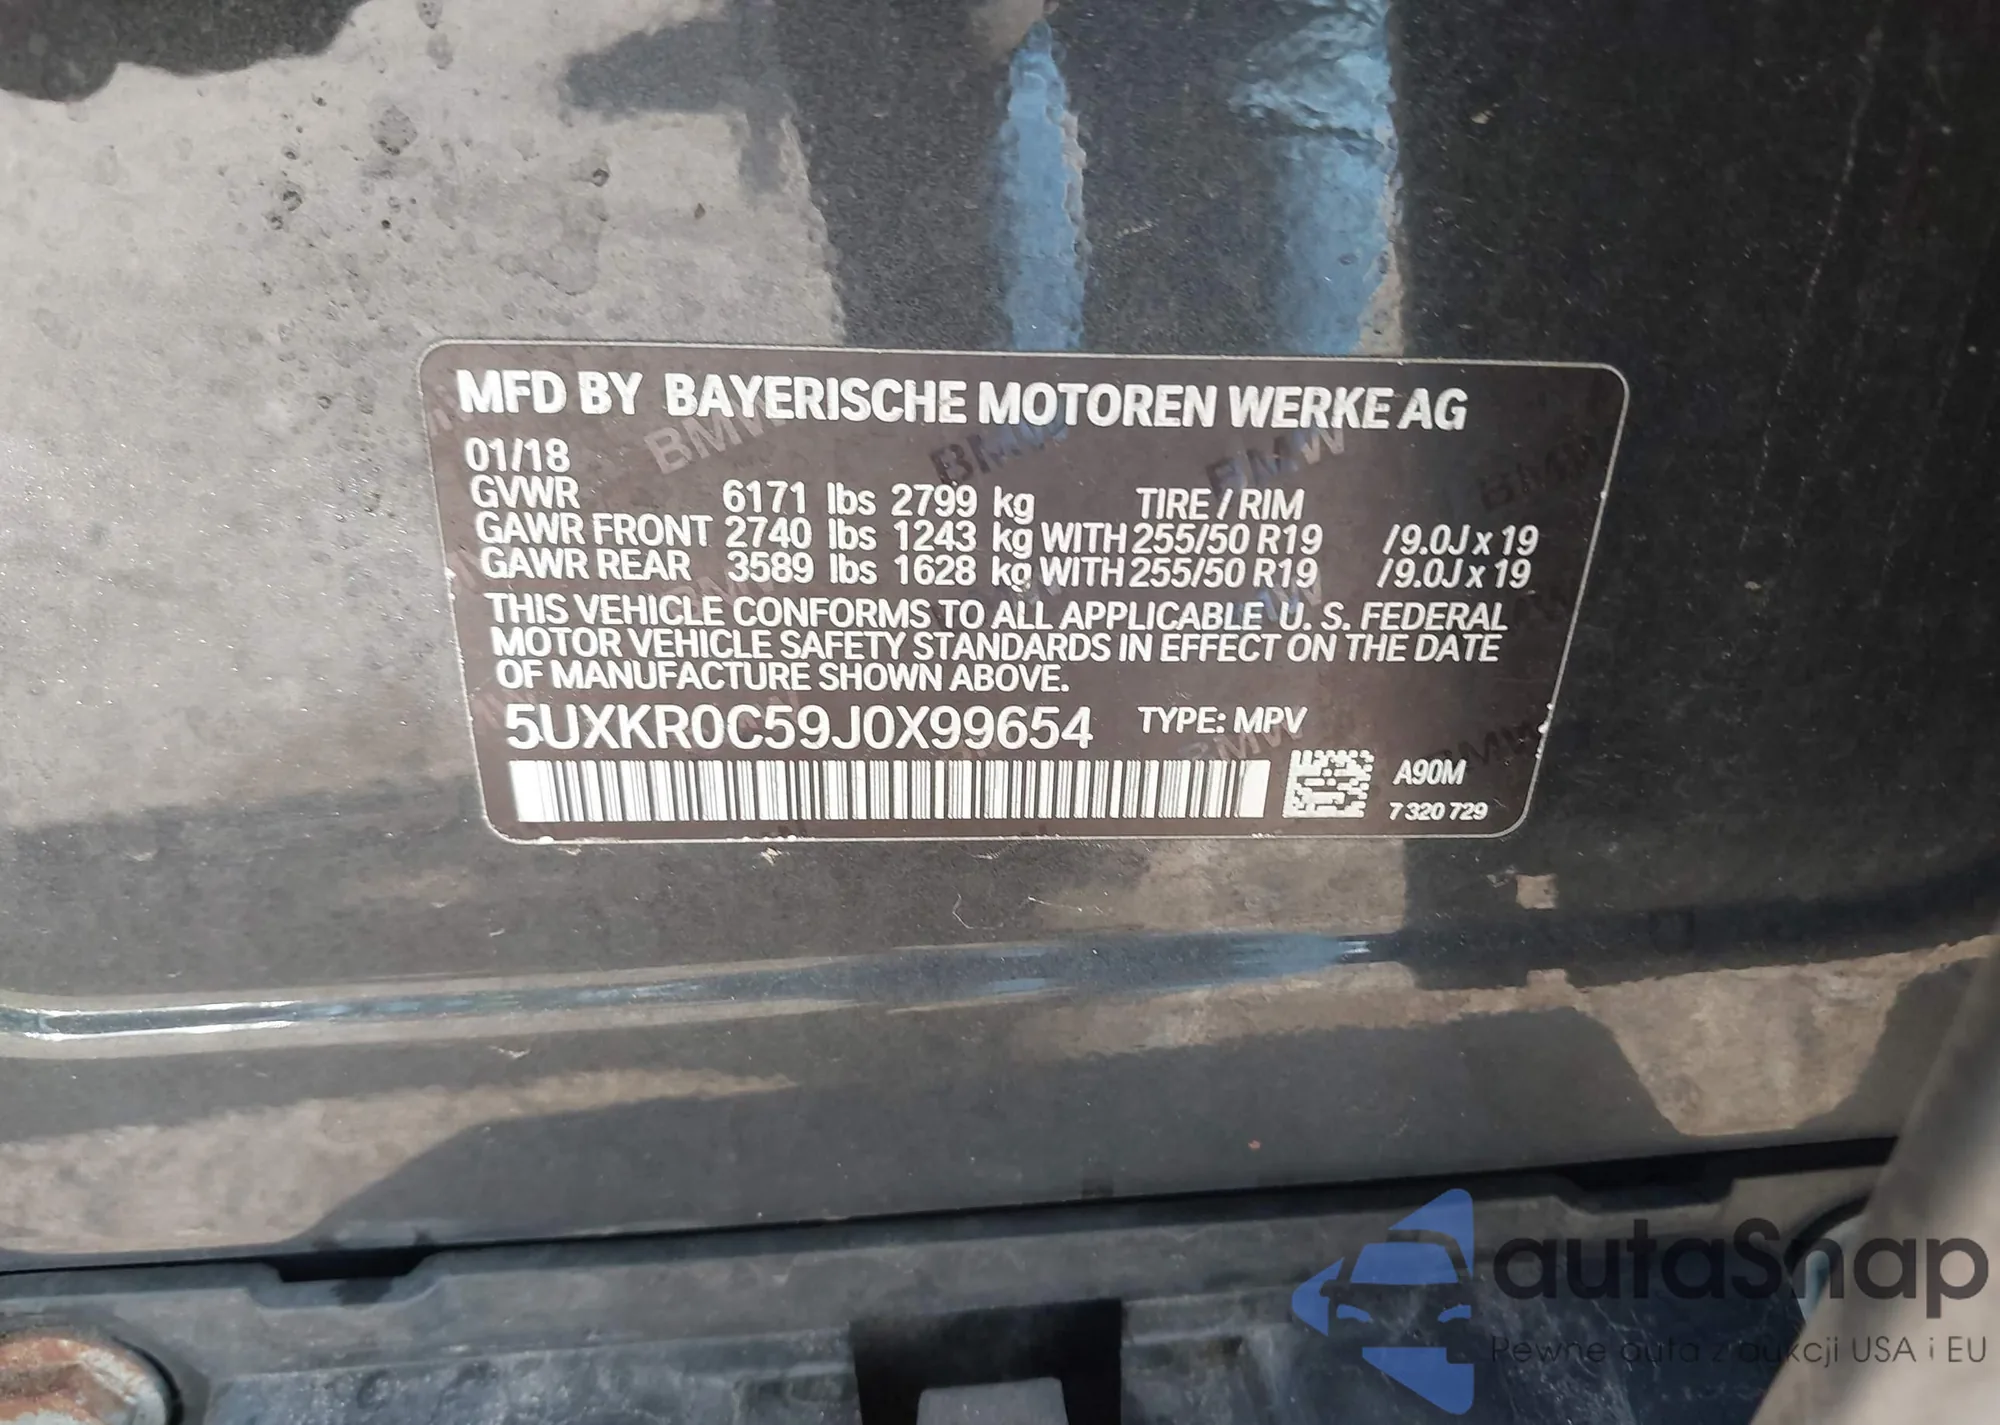 MFD BY BAYERISCHE MOTOREN WERKE AG
01/18
GVWR 6171 lbs 2799 kg TIRE / RIM
GAWR FRONT 2740 lbs 1243 kg WITH 255/50 R19 /9.0J x 19
GAWR REAR 3589 lbs 1628 kg WITH 255/50 R19 /9.0J x 19
THIS VEHICLE CONFORMS TO ALL APPLICABLE U. S. FEDERAL
MOTOR VEHICLE SAFETY STANDARDS IN EFFECT ON THE DATE
OF MANUFACTURE SHOWN ABOVE.
5UXKR0C59J0X99654 TYPE: MPV
A90M
7 320 729
autaSnap
Pewne auta z aukcji USA i EU